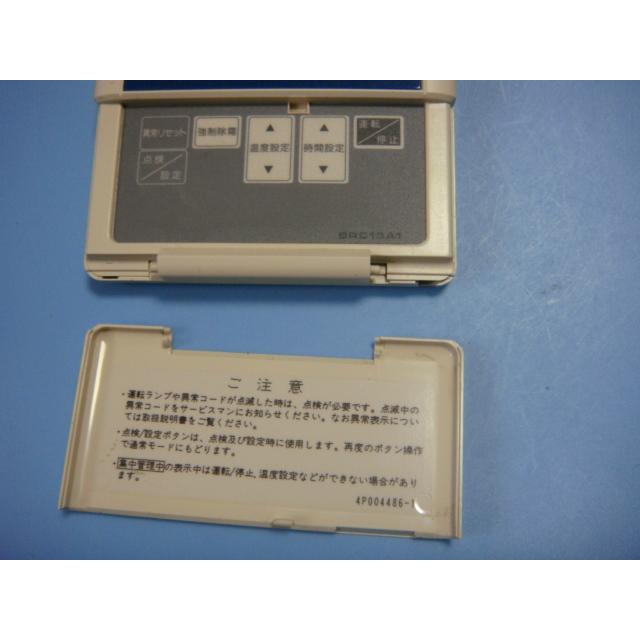 異常リセット
強制除霜
▲
温度設定
▼
▲
時間設定
▼
運転/停止
点検/設定
BRC13A1
ご注意
・運転ランプや異常コードが点滅した時は、点検が必要です。点滅中の
異常コードをサービスマンにお知らせください。なお異常表示につい
ては取扱説明書をご覧ください。
・点検/設定ボタンは、点検及び設定時に使用します。再度のボタン操作
で通常モードにもどります。
・集中管理中の表示中は運転/停止,温度設定などができない場合があり
ます。
4P004486-1